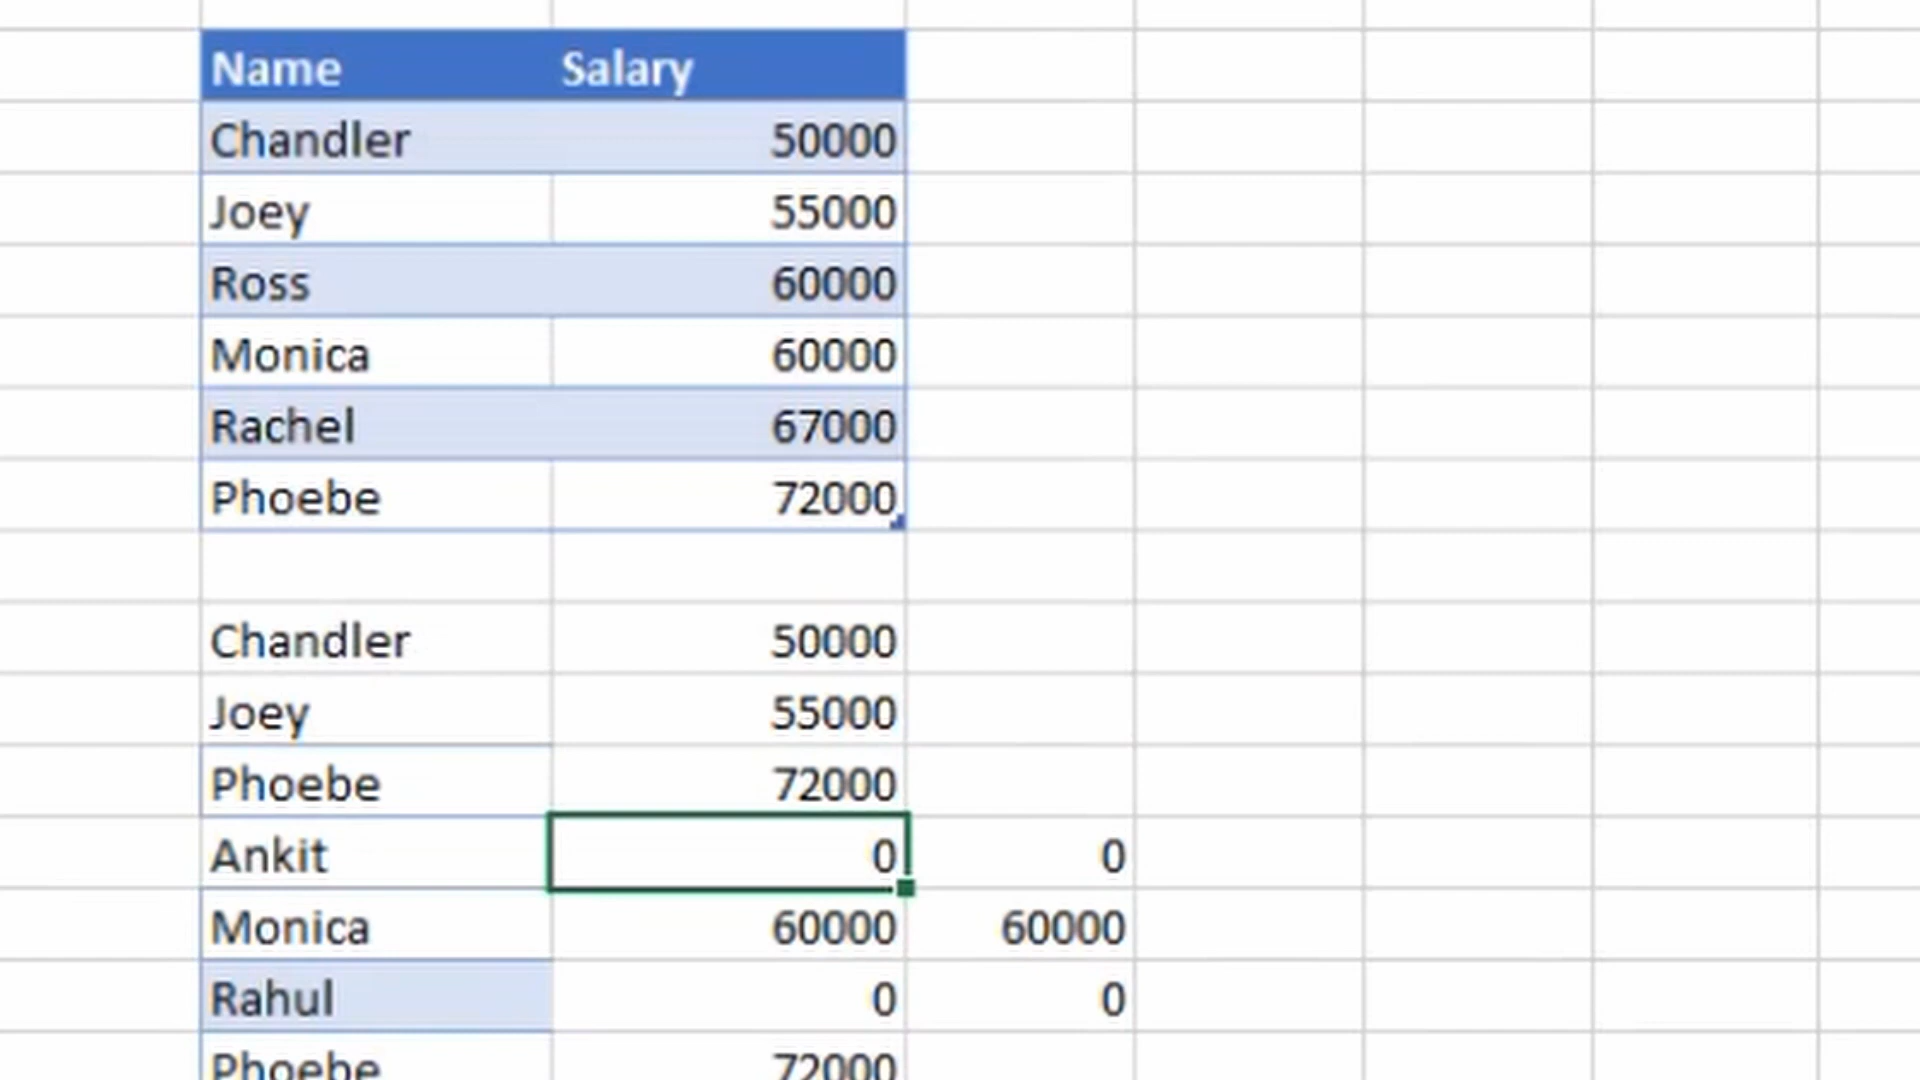 Name Salary
Chandler 50000
Joey 55000
Ross 60000
Monica 60000
Rachel 67000
Phoebe 72000
Chandler 50000
Joey 55000
Phoebe 72000
Ankit 0 0
Monica 60000 60000
Rahul 0 0
Phoebe 72000